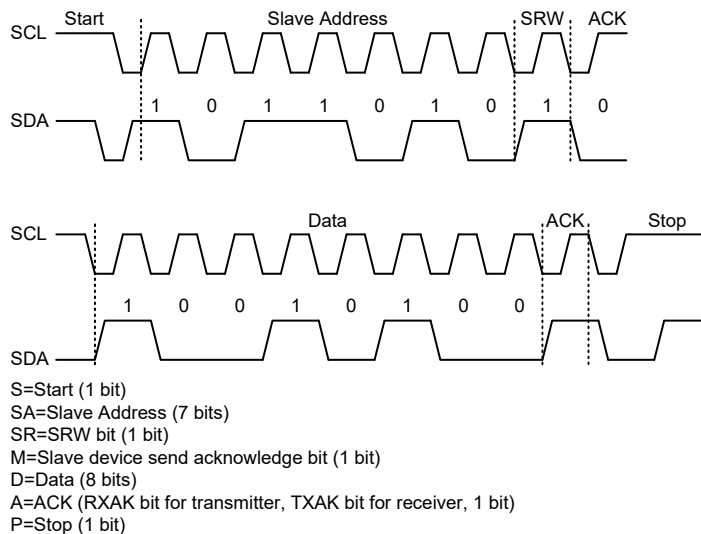 Start Slave Address SRW ACK
SCL
1 0 1 1 0 1 0 1 0
SDA
Data ACK Stop
SCL
1 0 0 1 0 1 0 0
SDA
S=Start (1 bit)
SA=Slave Address (7 bits)
SR=SRW bit (1 bit)
M=Slave device send acknowledge bit (1 bit)
D=Data (8 bits)
A=ACK (RXAK bit for transmitter, TXAK bit for receiver, 1 bit)
P=Stop (1 bit)